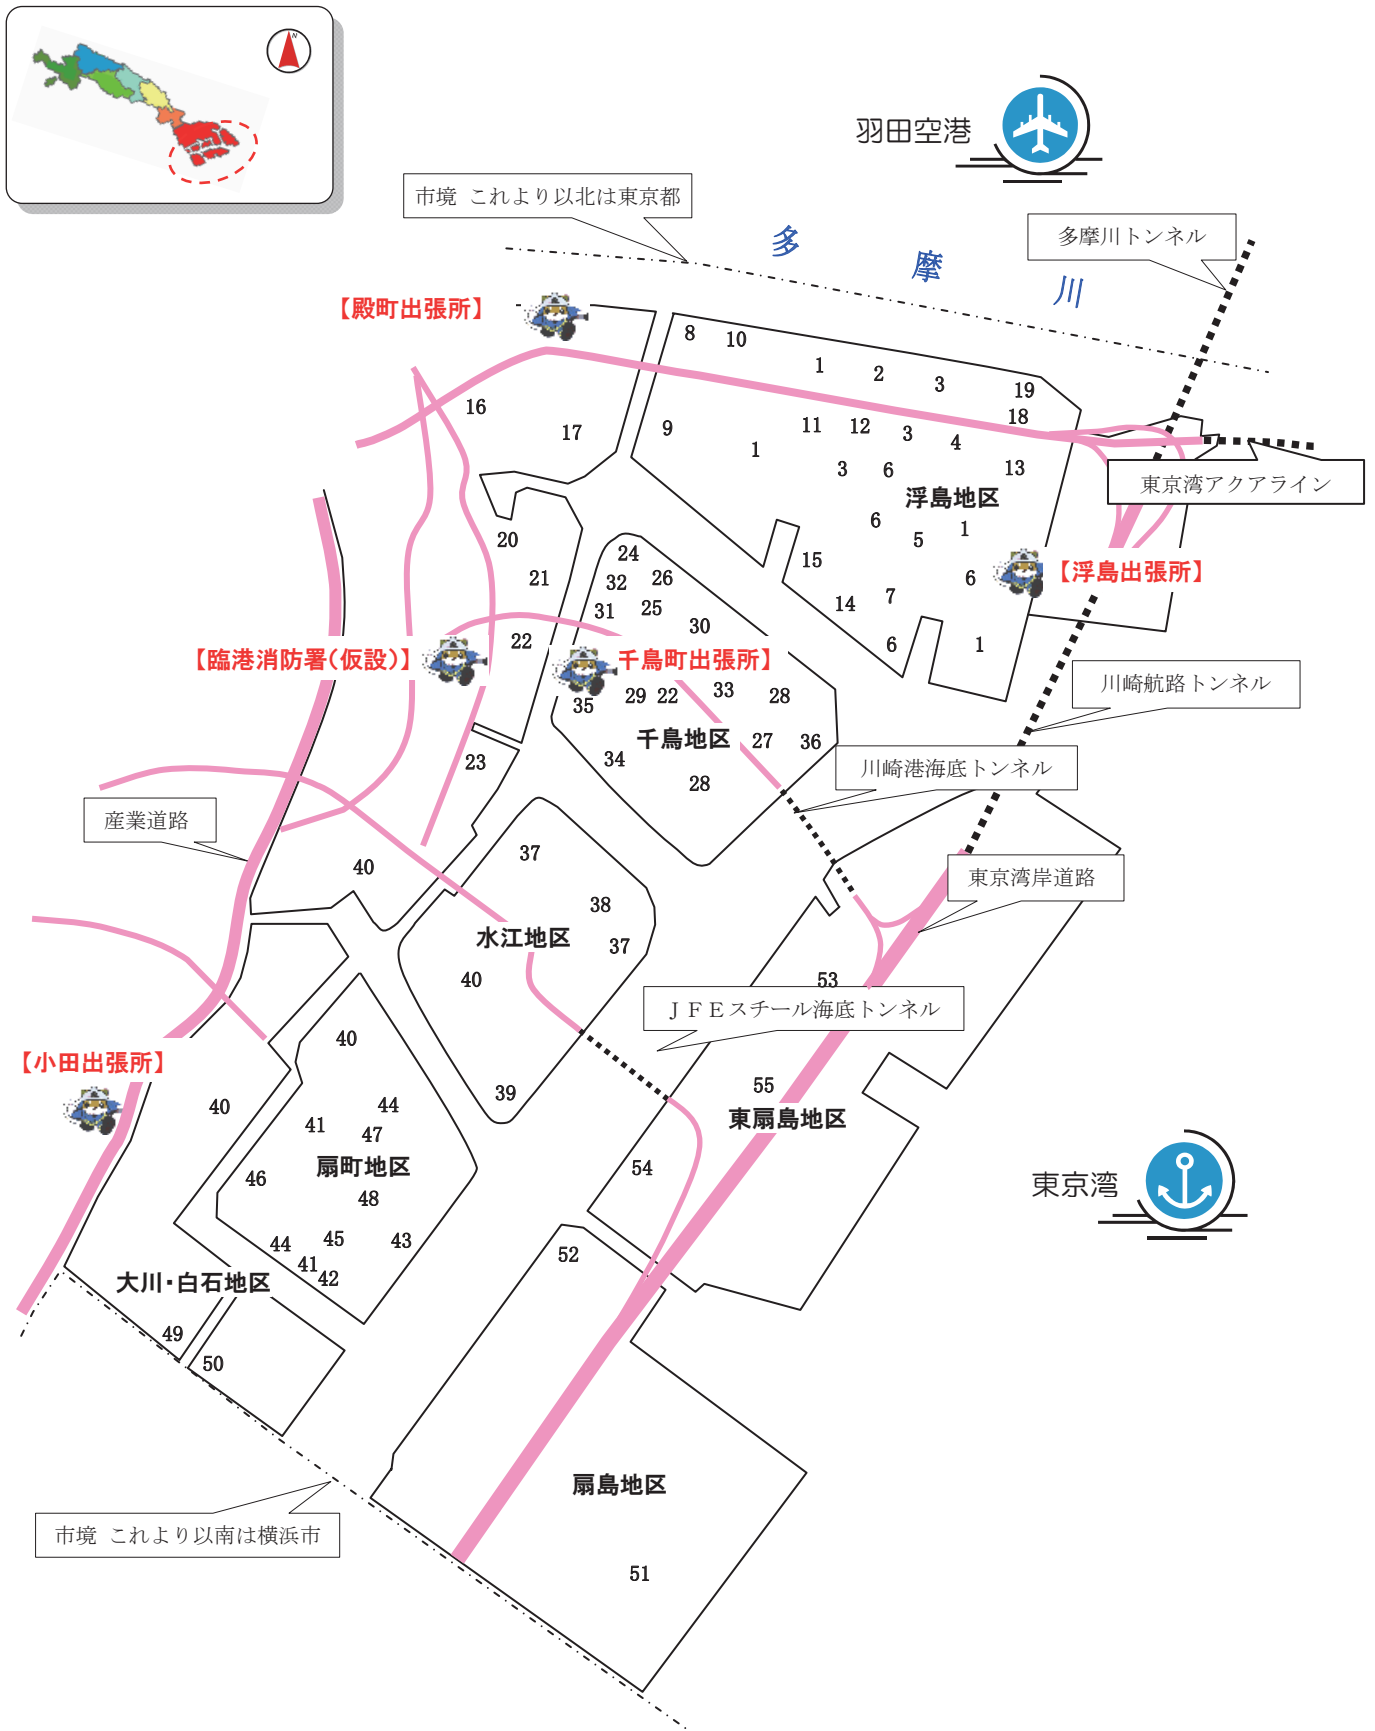 N
羽田空港
市境 これより以北は東京都
多摩川トンネル
多摩川
【殿町出張所】
8
10
1
2
3
19
18
16
17
9
1
11
12
3
4
3
6
13
浮島地区
東京湾アクアライン
6
5
1
20
21
24
32
26
31
25
30
15
14
7
6
【浮島出張所】
6
1
22
【臨港消防署(仮設)】
千鳥町出張所】
35
29
22
33
28
川崎航路トンネル
千鳥地区
27
36
34
28
23
川崎港海底トンネル
産業道路
40
37
38
37
水江地区
40
39
東京湾岸道路
53
JFEスチール海底トンネル
55
東扇島地区
54
【小田出張所】
40
40
41
44
47
扇町地区
46
48
44
45
43
41
42
東京湾
大川・白石地区
49
50
52
扇島地区
51
市境 これより以南は横浜市